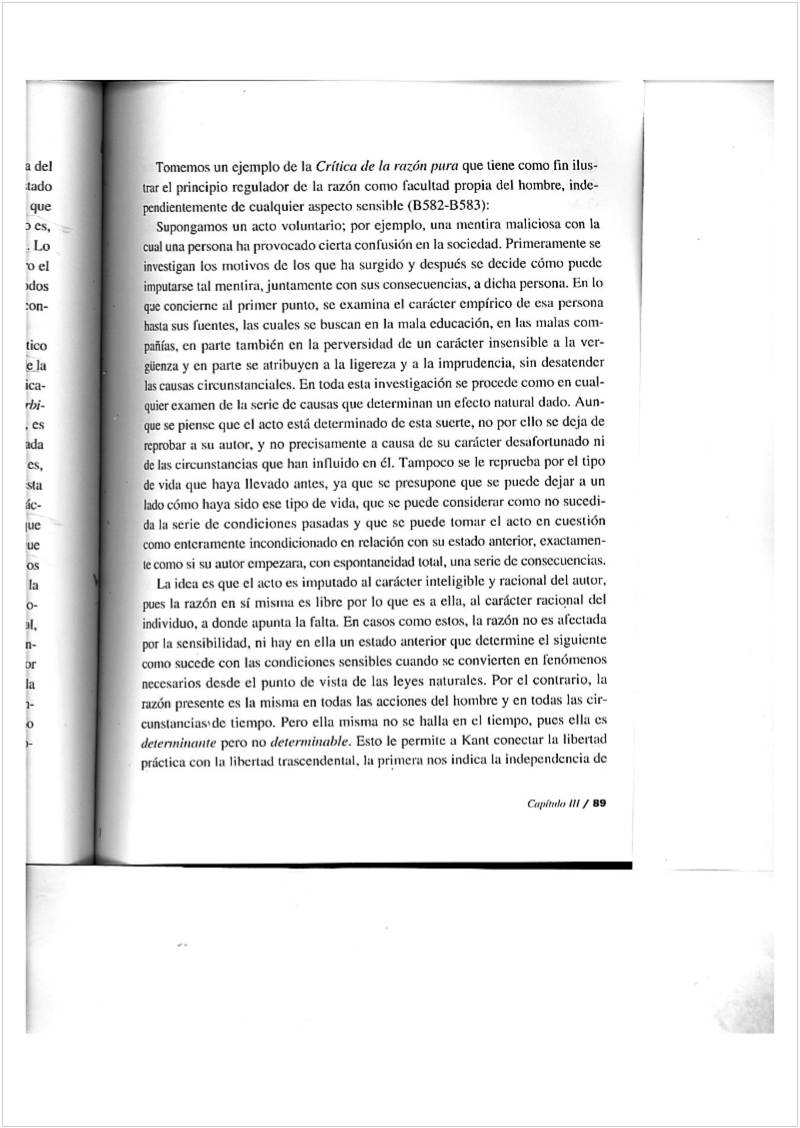 a del
tado
que
o es,
. Lo
ro el
odos
con-
tico
e la
ica-
rbi-
, es
ada
es,
sta
ác-
que
ue
os
la
o-
al,
n-
or
la
n-
o
o-
Tomemos un ejemplo de la Crítica de la razón pura que tiene como fin ilus-
trar el principio regulador de la razón como facultad propia del hombre, inde-
pendientemente de cualquier aspecto sensible (B582-B583):
Supongamos un acto voluntario; por ejemplo, una mentira maliciosa con la
cual una persona ha provocado cierta confusión en la sociedad. Primeramente se
investigan los motivos de los que ha surgido y después se decide cómo puede
imputarse tal mentira, juntamente con sus consecuencias, a dicha persona. En lo
que concierne al primer punto, se examina el carácter empírico de esa persona
hasta sus fuentes, las cuales se buscan en la mala educación, en las malas com-
pañías, en parte también en la perversidad de un carácter insensible a la ver-
güenza y en parte se atribuyen a la ligereza y a la imprudencia, sin desatender
las causas circunstanciales. En toda esta investigación se procede como en cual-
quier examen de la serie de causas que determinan un efecto natural dado. Aun-
que se piense que el acto está determinado de esta suerte, no por ello se deja de
reprobar a su autor, y no precisamente a causa de su carácter desafortunado ni
de las circunstancias que han influido en él. Tampoco se le reprueba por el tipo
de vida que haya llevado antes, ya que se presupone que se puede dejar a un
lado cómo haya sido ese tipo de vida, que se puede considerar como no sucedi-
da la serie de condiciones pasadas y que se puede tomar el acto en cuestión
como enteramente incondicionado en relación con su estado anterior, exactamen-
te como si su autor empezara, con espontaneidad total, una serie de consecuencias.
La idea es que el acto es imputado al carácter inteligible y racional del autor,
pues la razón en sí misma es libre por lo que es a ella, al carácter racional del
individuo, a donde apunta la falta. En casos como estos, la razón no es afectada
por la sensibilidad, ni hay en ella un estado anterior que determine el siguiente
como sucede con las condiciones sensibles cuando se convierten en fenómenos
necesarios desde el punto de vista de las leyes naturales. Por el contrario, la
razón presente es la misma en todas las acciones del hombre y en todas las cir-
cunstancias de tiempo. Pero ella misma no se halla en el tiempo, pues ella es
determinante pero no determinable. Esto le permite a Kant conectar la libertad
práctica con la libertad trascendental, la primera nos indica la independencia de
Capítulo III / 89